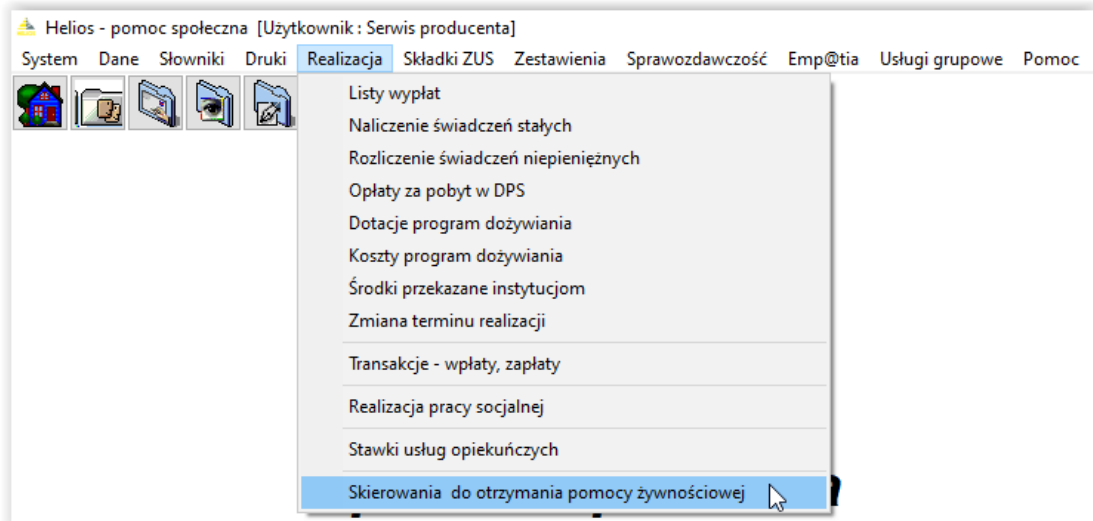 Helios - pomoc społeczna [Użytkownik : Serwis producenta]
System Dane Słowniki Druki Realizacja Składki ZUS Zestawienia Sprawozdawczość Emp@tia Usługi grupowe Pomoc
Listy wypłat
Naliczenie świadczeń stałych
Rozliczenie świadczeń niepieniężnych
Opłaty za pobyt w DPS
Dotacje program dożywiania
Koszty program dożywiania
Środki przekazane instytucjom
Zmiana terminu realizacji
Transakcje - wpłaty, zapłaty
Realizacja pracy socjalnej
Stawki usług opiekuńczych
Skierowania do otrzymania pomocy żywnościowej